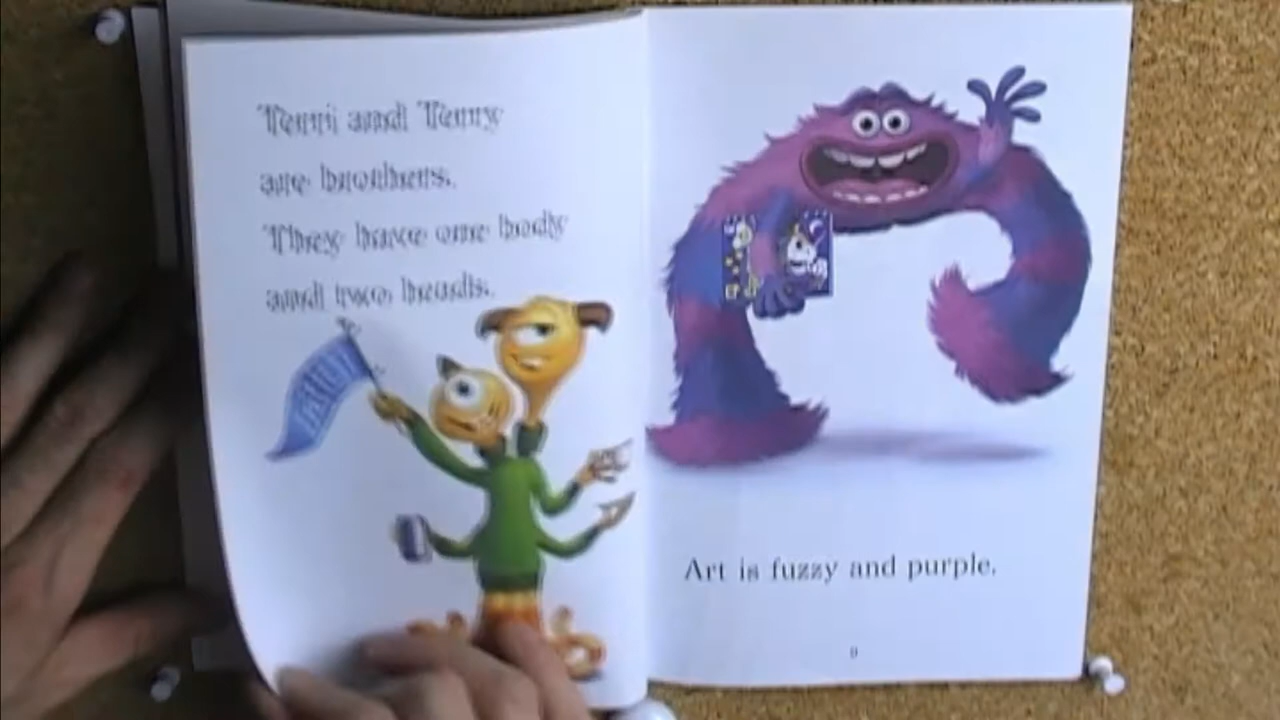 Terri and Terry
are brothers.
They have one body
and two heads.
Art is fuzzy and purple.
9